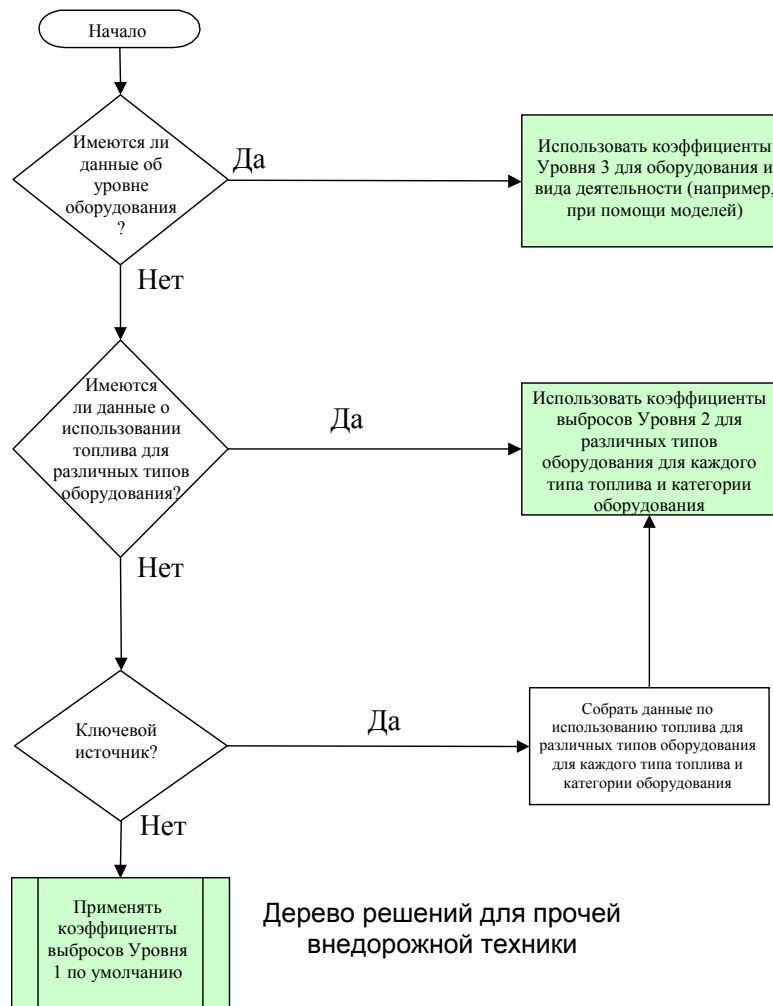 Начало
Имеются ли
данные об
уровне
оборудования
?
Да
Использовать коэффициенты
Уровня 3 для оборудования и
вида деятельности (например,
при помощи моделей)
Нет
Имеются
ли данные о
использовании
топлива для
различных типов
оборудования?
Да
Использовать коэффициенты
выбросов Уровня 2 для
различных типов
оборудования для каждого
типа топлива и категории
оборудования
Нет
Ключевой
источник?
Да
Собрать данные по
использованию топлива для
различных типов оборудования
для каждого типа топлива и
категории оборудования
Нет
Применять
коэффициенты
выбросов Уровня
1 по умолчанию
Дерево решений для прочей
внедорожной техники